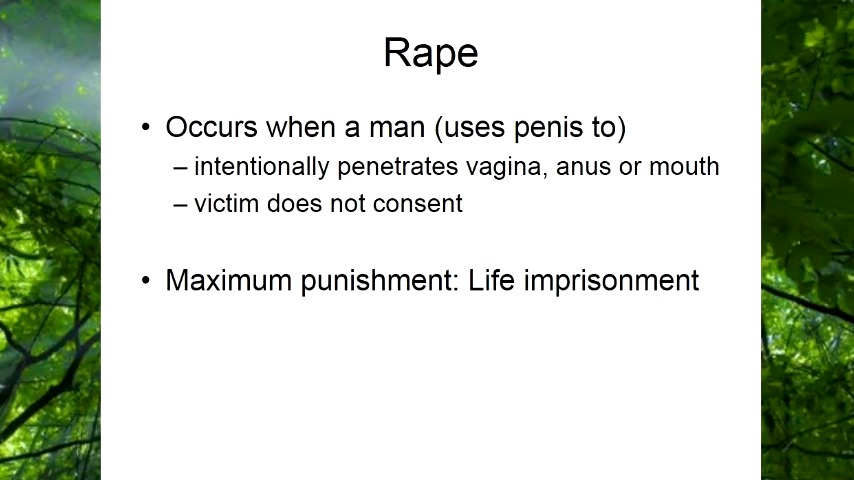 Rape
• Occurs when a man (uses penis to)
– intentionally penetrates vagina, anus or mouth
– victim does not consent
• Maximum punishment: Life imprisonment